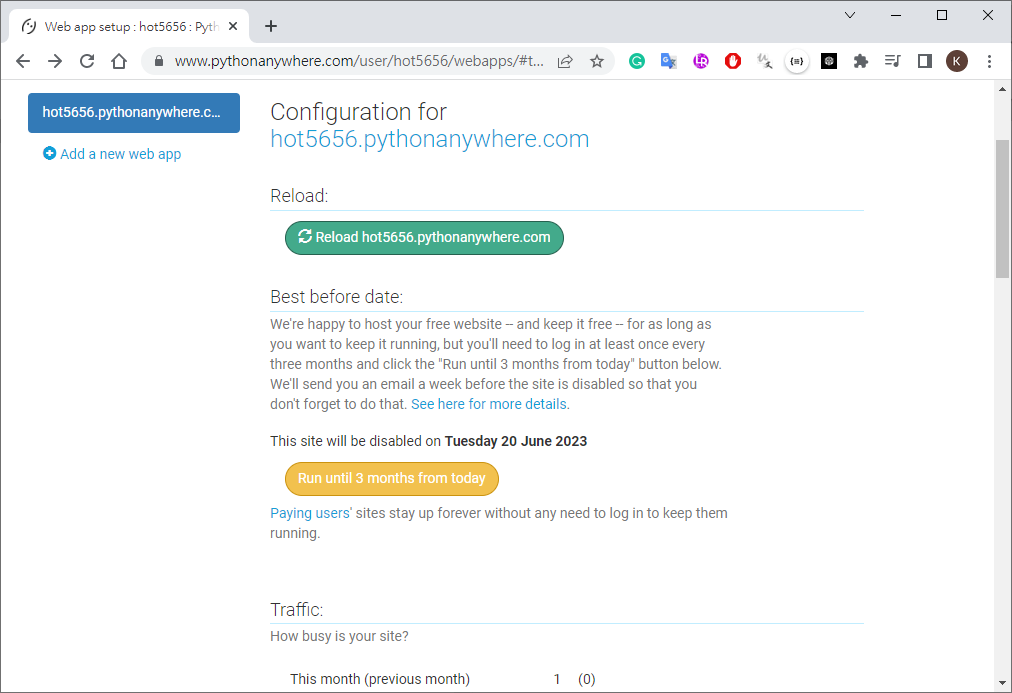 Web app setup : hot5656 : Pyth
www.pythonanywhere.com/user/hot5656/webapps/#t...
K
hot5656.pythonanywhere.c...
Add a new web app
Configuration for
hot5656.pythonanywhere.com
Reload:
Reload hot5656.pythonanywhere.com
Best before date:
We're happy to host your free website -- and keep it free -- for as long as
you want to keep it running, but you'll need to log in at least once every
three months and click the "Run until 3 months from today" button below.
We'll send you an email a week before the site is disabled so that you
don't forget to do that. See here for more details.
This site will be disabled on Tuesday 20 June 2023
Run until 3 months from today
Paying users' sites stay up forever without any need to log in to keep them
running.
Traffic:
How busy is your site?
This month (previous month) 1 (0)